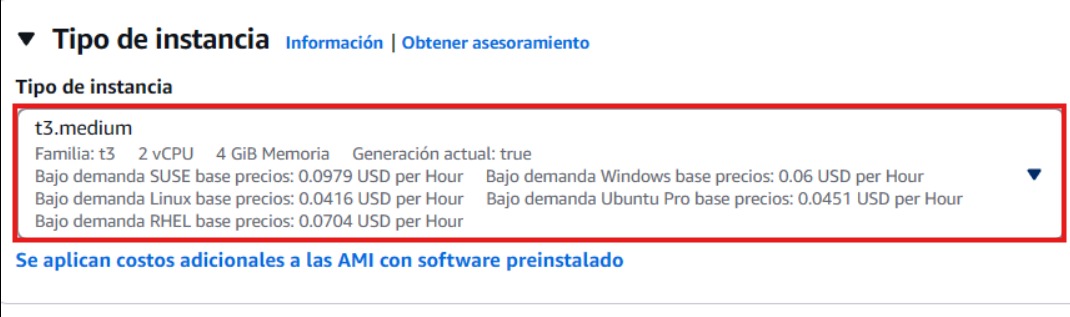 ▼ Tipo de instancia Información | Obtener asesoramiento
Tipo de instancia
t3.medium
Familia: t3 2 vCPU 4 GiB Memoria Generación actual: true
Bajo demanda SUSE base precios: 0.0979 USD per Hour Bajo demanda Windows base precios: 0.06 USD per Hour
Bajo demanda Linux base precios: 0.0416 USD per Hour Bajo demanda Ubuntu Pro base precios: 0.0451 USD per Hour
Bajo demanda RHEL base precios: 0.0704 USD per Hour
Se aplican costos adicionales a las AMI con software preinstalado